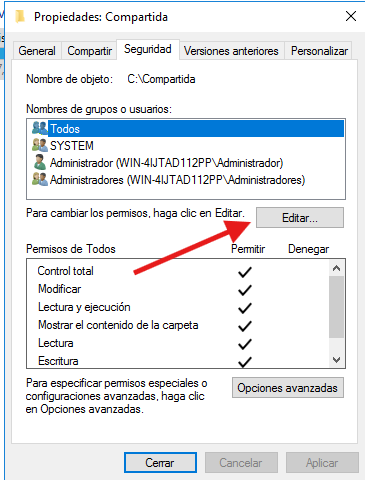 Propiedades: Compartida
General Compartir Seguridad Versiones anteriores Personalizar
Nombre de objeto: C:\Compartida
Nombres de grupos o usuarios:
Todos
SYSTEM
Administrador (WIN-4IJTAD112PP\Administrador)
Administradores (WIN-4IJTAD112PP\Administradores)
Para cambiar los permisos, haga clic en Editar.
Editar...
Permisos de Todos Permitir Denegar
Control total
Modificar
Lectura y ejecución
Mostrar el contenido de la carpeta
Lectura
Escritura
Para especificar permisos especiales o
configuraciones avanzadas, haga clic
en Opciones avanzadas.
Opciones avanzadas
Cerrar Cancelar Aplicar